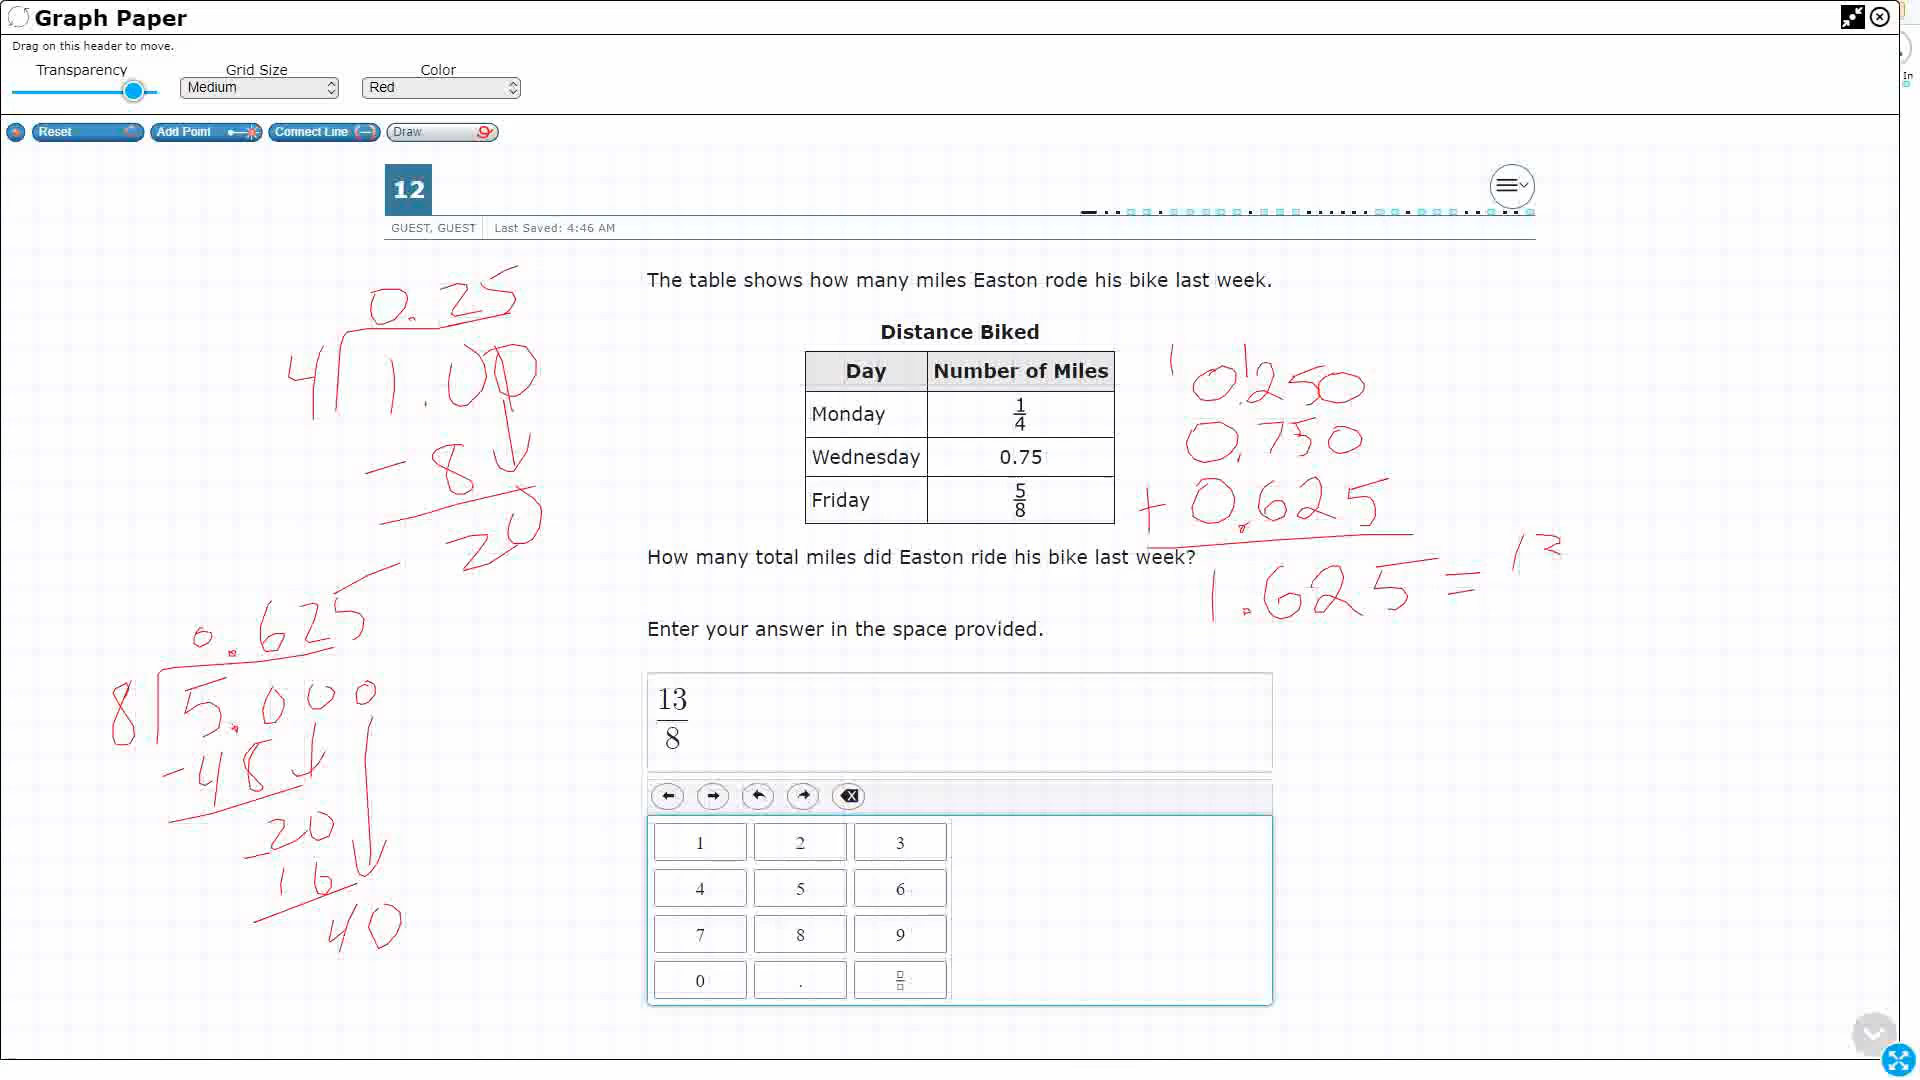 Graph Paper
Drag on this header to move.
Transparency Grid Size Color
Medium Red
Reset Add Point Connect Line Draw
12
GUEST, GUEST Last Saved: 4:46 AM
The table shows how many miles Easton rode his bike last week.
Distance Biked
Day Number of Miles
Monday 1/4
Wednesday 0.75
Friday 5/8
How many total miles did Easton ride his bike last week?
Enter your answer in the space provided.
13/8
1 2 3
4 5 6
7 8 9
0 .
0.25
4 1.00
- 8
20
0.625
8 5.000
-48
20
- 16
40
1 1
0.250
0.750
+ 0.625
1.625 = 13
In